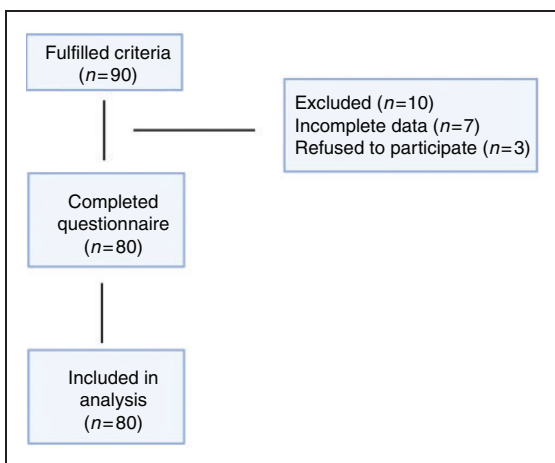 Fulfilled criteria
(n=90)
Excluded (n=10)
Incomplete data (n=7)
Refused to participate (n=3)
Completed
questionnaire
(n=80)
Included in
analysis
(n=80)